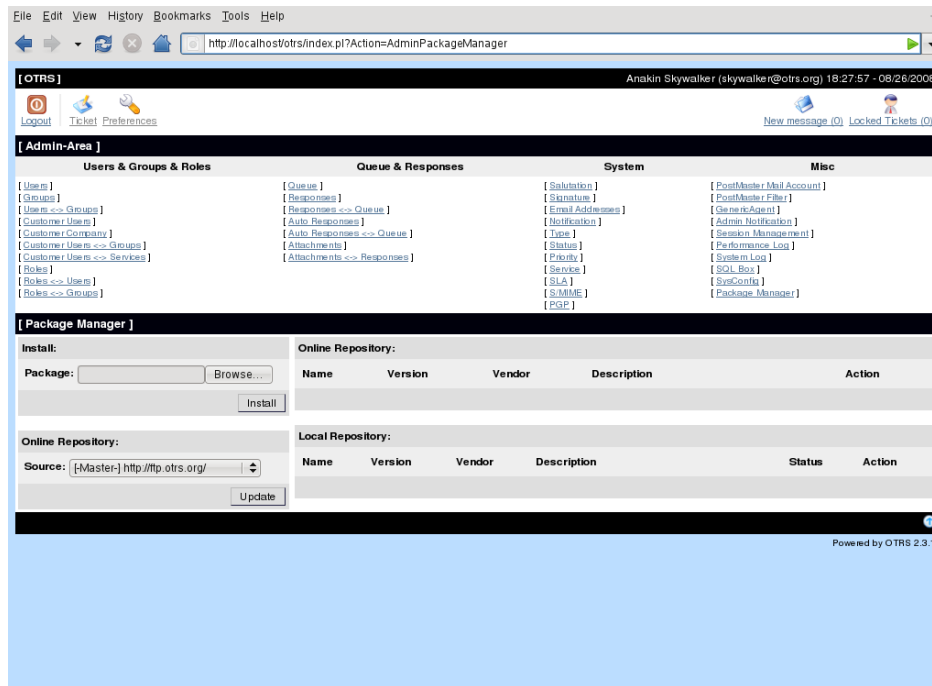 File Edit View History Bookmarks Tools Help
http://localhost/otrs/index.pl?Action=AdminPackageManager
[ OTRS ] Anakin Skywalker (skywalker@otrs.org) 18:27:57 - 08/26/2008
Logout Ticket Preferences New message (0) Locked Tickets (0)
[ Admin-Area ]
Users & Groups & Roles Queue & Responses System Misc
[ Users ] [ Queue ] [ Salutation ] [ PostMaster Mail Account ]
[ Groups ] [ Responses ] [ Signature ] [ PostMaster Filter ]
[ Users <-> Groups ] [ Responses <-> Queue ] [ Email Addresses ] [ GenericAgent ]
[ Customer Users ] [ Auto Responses ] [ Notification ] [ Admin Notification ]
[ Customer Company ] [ Auto Responses <-> Queue ] [ Type ] [ Session Management ]
[ Customer Users <-> Groups ] [ Attachments ] [ Status ] [ Performance Log ]
[ Customer Users <-> Services ] [ Attachments <-> Responses ] [ Priority ] [ System Log ]
[ Roles ] [ Service ] [ SQL Box ]
[ Roles <-> Users ] [ SLA ] [ SysConfig ]
[ Roles <-> Groups ] [ S/MIME ] [ Package Manager ]
[ PGP ]
[ Package Manager ]
Install:
Package: Browse...
Install
Online Repository:
Name Version Vendor Description Action
Online Repository:
Source: [-Master-] http://ftp.otrs.org/
Update
Local Repository:
Name Version Vendor Description Status Action
Powered by OTRS 2.3.